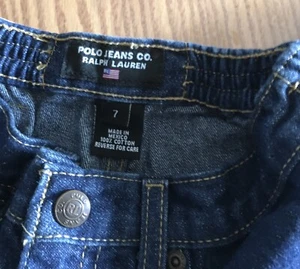 POLO JEANS CO.
RALPH LAUREN
7
MADE IN
MEXICO
100% COTTON
REVERSE FOR CARE